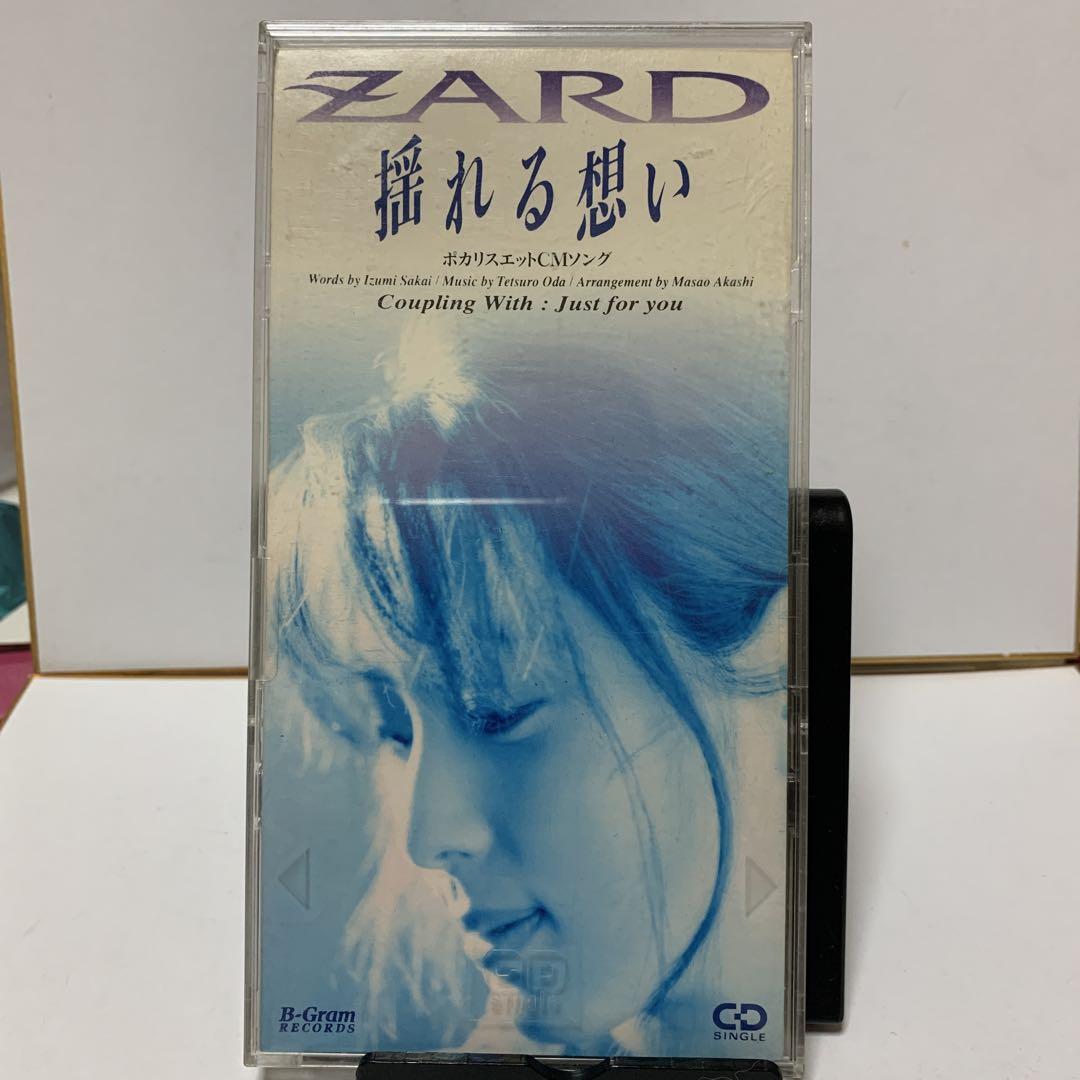 ZARD
揺れる想い
ポカリスエットCMソング
Words by Izumi Sakai / Music by Tetsuro Oda / Arrangement by Masao Akashi
Coupling With : Just for you
CD
single
B-Gram
RECORDS
CD
SINGLE